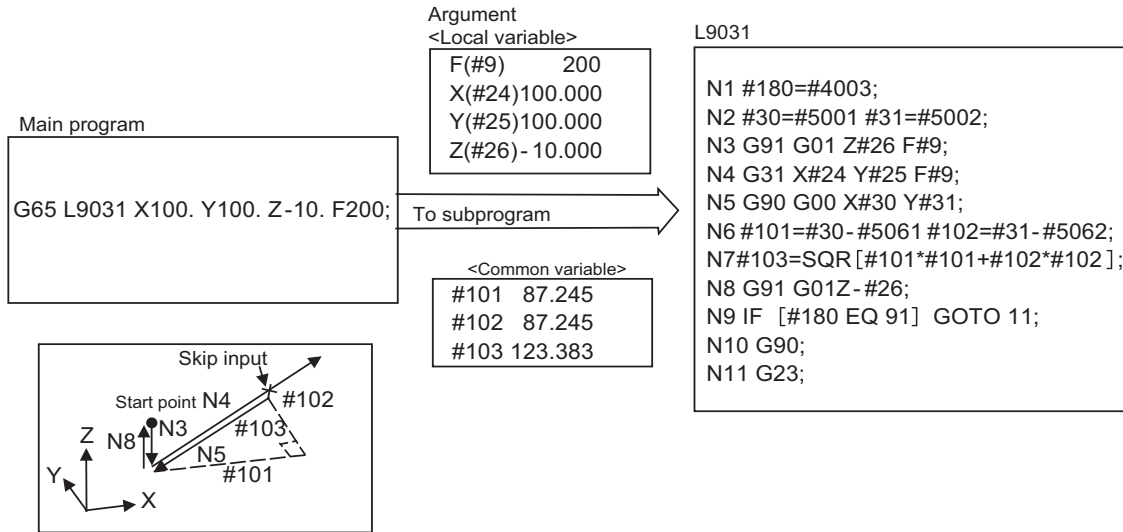 Main program
G65 L9031 X100. Y100. Z-10. F200;
Argument
<Local variable>
F(#9) 200
X(#24)100.000
Y(#25)100.000
Z(#26)-10.000
To subprogram
<Common variable>
#101 87.245
#102 87.245
#103 123.383
L9031
N1 #180=#4003;
N2 #30=#5001 #31=#5002;
N3 G91 G01 Z#26 F#9;
N4 G31 X#24 Y#25 F#9;
N5 G90 G00 X#30 Y#31;
N6 #101=#30-#5061 #102=#31-#5062;
N7#103=SQR[#101*#101+#102*#102];
N8 G91 G01Z-#26;
N9 IF [#180 EQ 91] GOTO 11;
N10 G90;
N11 G23;
Skip input
Start point N4
#102
N3
#103
N8
Z
N5
#101
Y
X